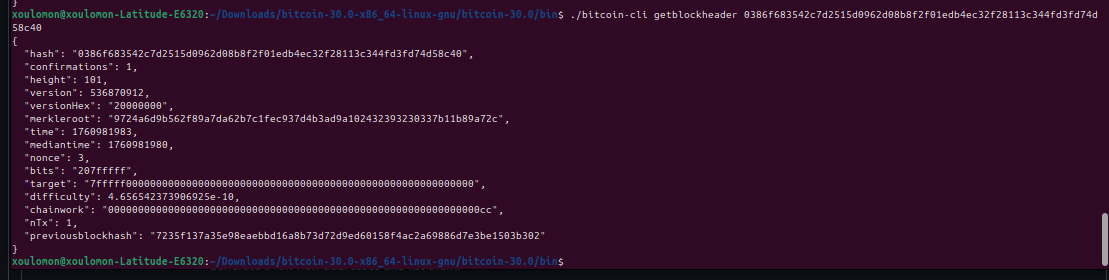 }
xoulomon@xoulomon-Latitude-E6320:~/Downloads/bitcoin-30.0-x86_64-linux-gnu/bitcoin-30.0/bin$ ./bitcoin-cli getblockheader 0386f683542c7d2515d0962d08b8f2f01edb4ec32f28113c344fd3fd74d
58c40
{
  "hash": "0386f683542c7d2515d0962d08b8f2f01edb4ec32f28113c344fd3fd74d58c40",
  "confirmations": 1,
  "height": 101,
  "version": 536870912,
  "versionHex": "20000000",
  "merkleroot": "9724a6d9b562f89a7da62b7c1fec937d4b3ad9a102432393230337b11b89a72c",
  "time": 1760981983,
  "mediantime": 1760981980,
  "nonce": 3,
  "bits": "207fffff",
  "target": "7fffff0000000000000000000000000000000000000000000000000000000000",
  "difficulty": 4.656542373906925e-10,
  "chainwork": "00000000000000000000000000000000000000000000000000000000000000cc",
  "nTx": 1,
  "previousblockhash": "7235f137a35e98eaebbd16a8b73d72d9ed60158f4ac2a69886d7e3be1503b302"
}
xoulomon@xoulomon-Latitude-E6320:~/Downloads/bitcoin-30.0-x86_64-linux-gnu/bitcoin-30.0/bin$